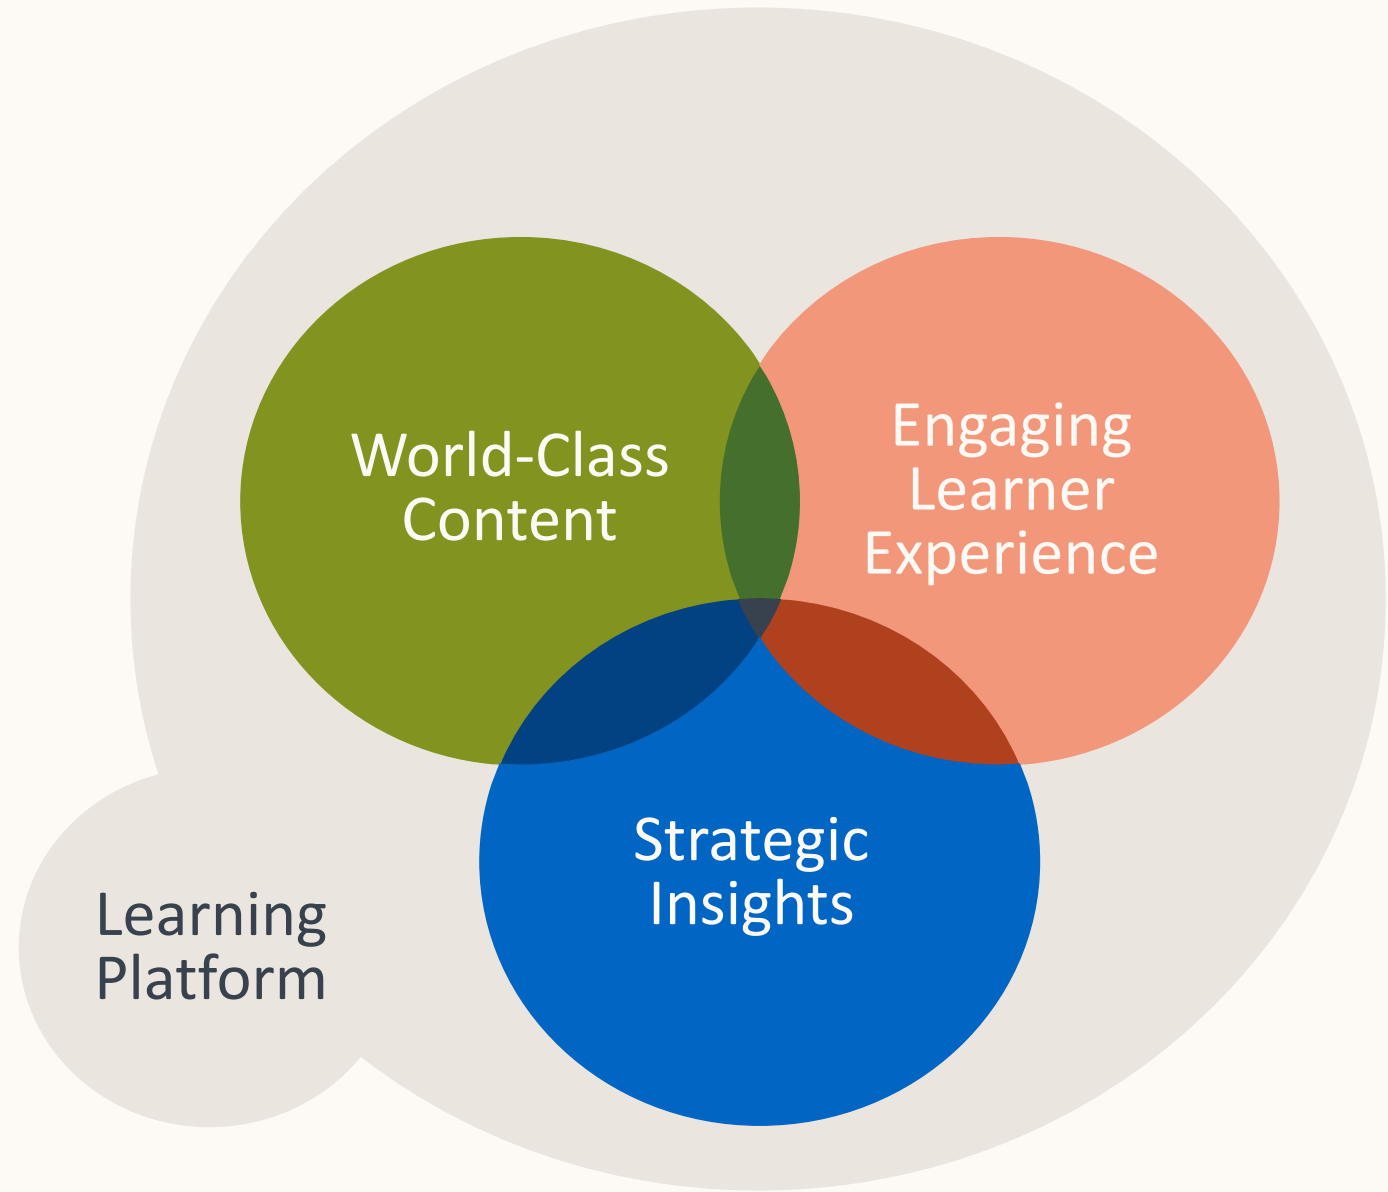 World-Class
Content
Engaging
Learner
Experience
Strategic
Insights
Learning
Platform